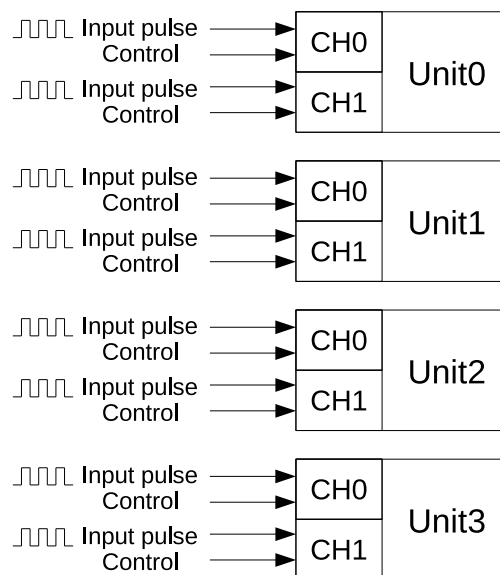 Input pulse
Control
CH0
Input pulse
Control
CH1
Unit0
Input pulse
Control
CH0
Input pulse
Control
CH1
Unit1
Input pulse
Control
CH0
Input pulse
Control
CH1
Unit2
Input pulse
Control
CH0
Input pulse
Control
CH1
Unit3